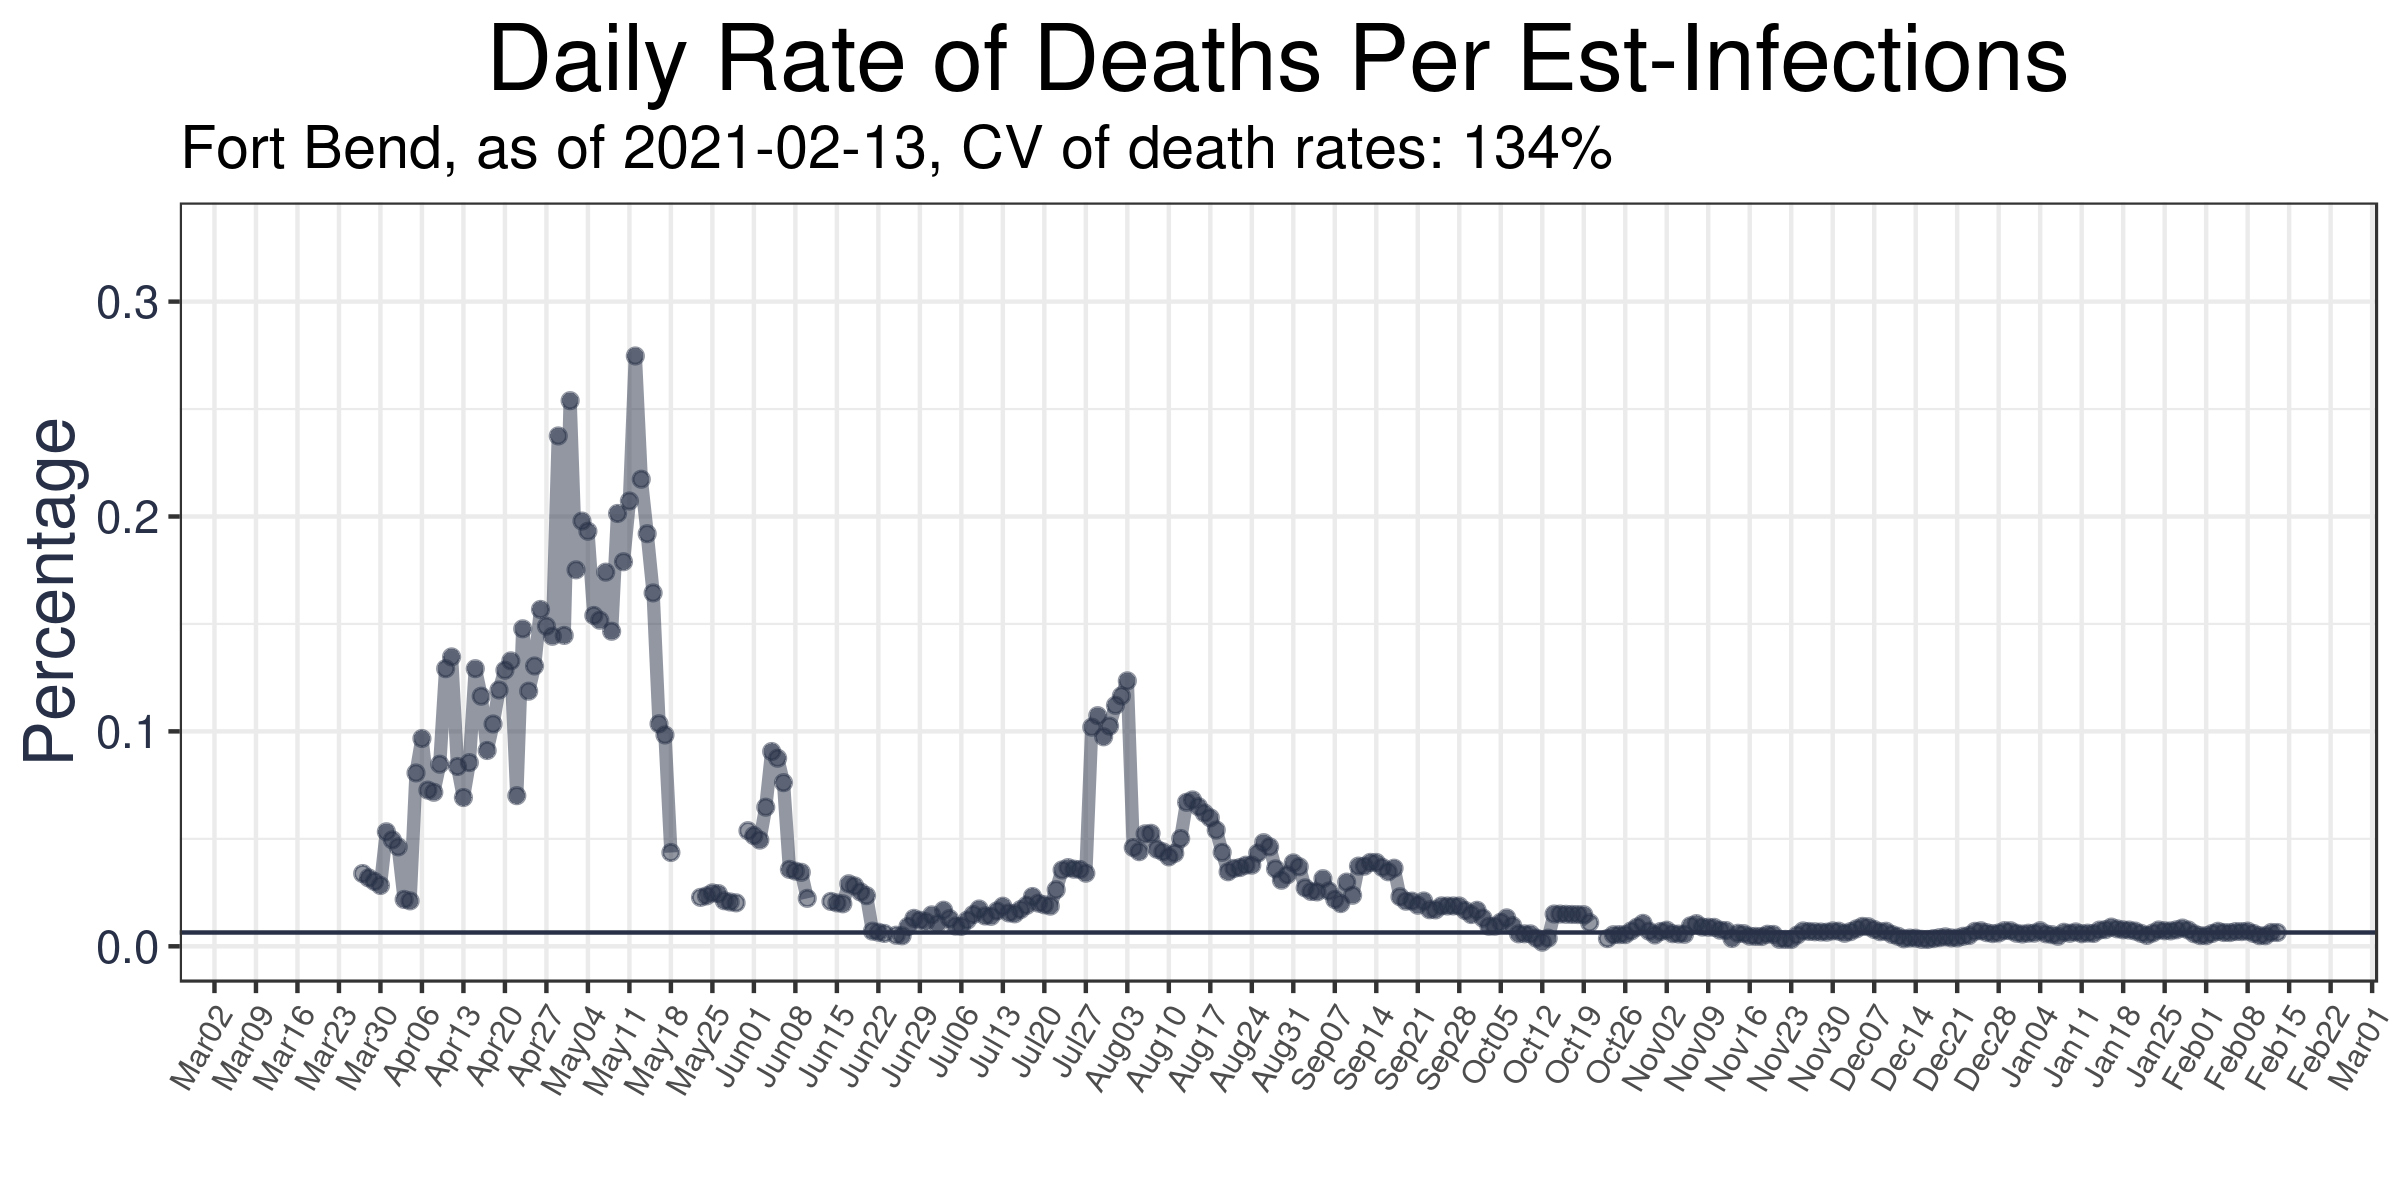 Daily Rate of Deaths Per Est-Infections
Fort Bend, as of 2021-02-13, CV of death rates: 134%
Percentage
0.3
0.2
0.1
0.0
Mar02 Mar09 Mar16 Mar23 Mar30 Apr06 Apr13 Apr20 Apr27 May04 May11 May18 May25 Jun01 Jun08 Jun15 Jun22 Jun29 Jul06 Jul13 Jul20 Jul27 Aug03 Aug10 Aug17 Aug24 Aug31 Sep07 Sep14 Sep21 Sep28 Oct05 Oct12 Oct19 Oct26 Nov02 Nov09 Nov16 Nov23 Nov30 Dec07 Dec14 Dec21 Dec28 Jan04 Jan11 Jan18 Jan25 Feb01 Feb08 Feb15 Feb22 Mar01